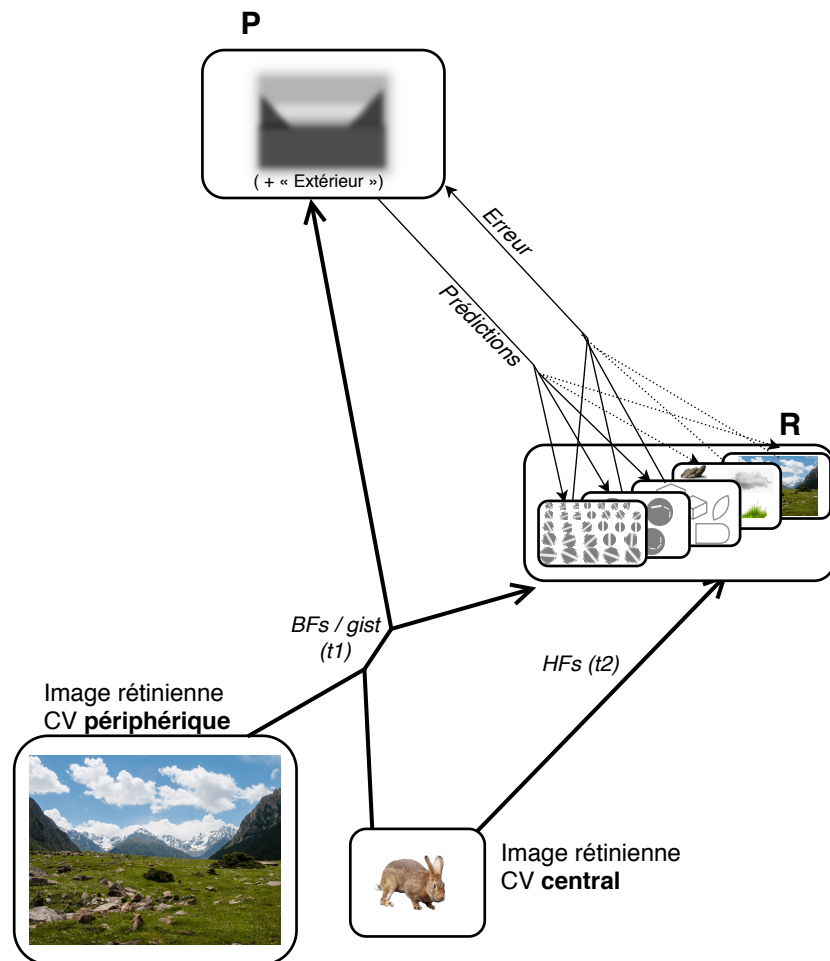 P
( + « Extérieur »)
Erreur
Prédictions
R
BFs / gist
(t1)
HFs (t2)
Image rétinienne
CV périphérique
Image rétinienne
CV central